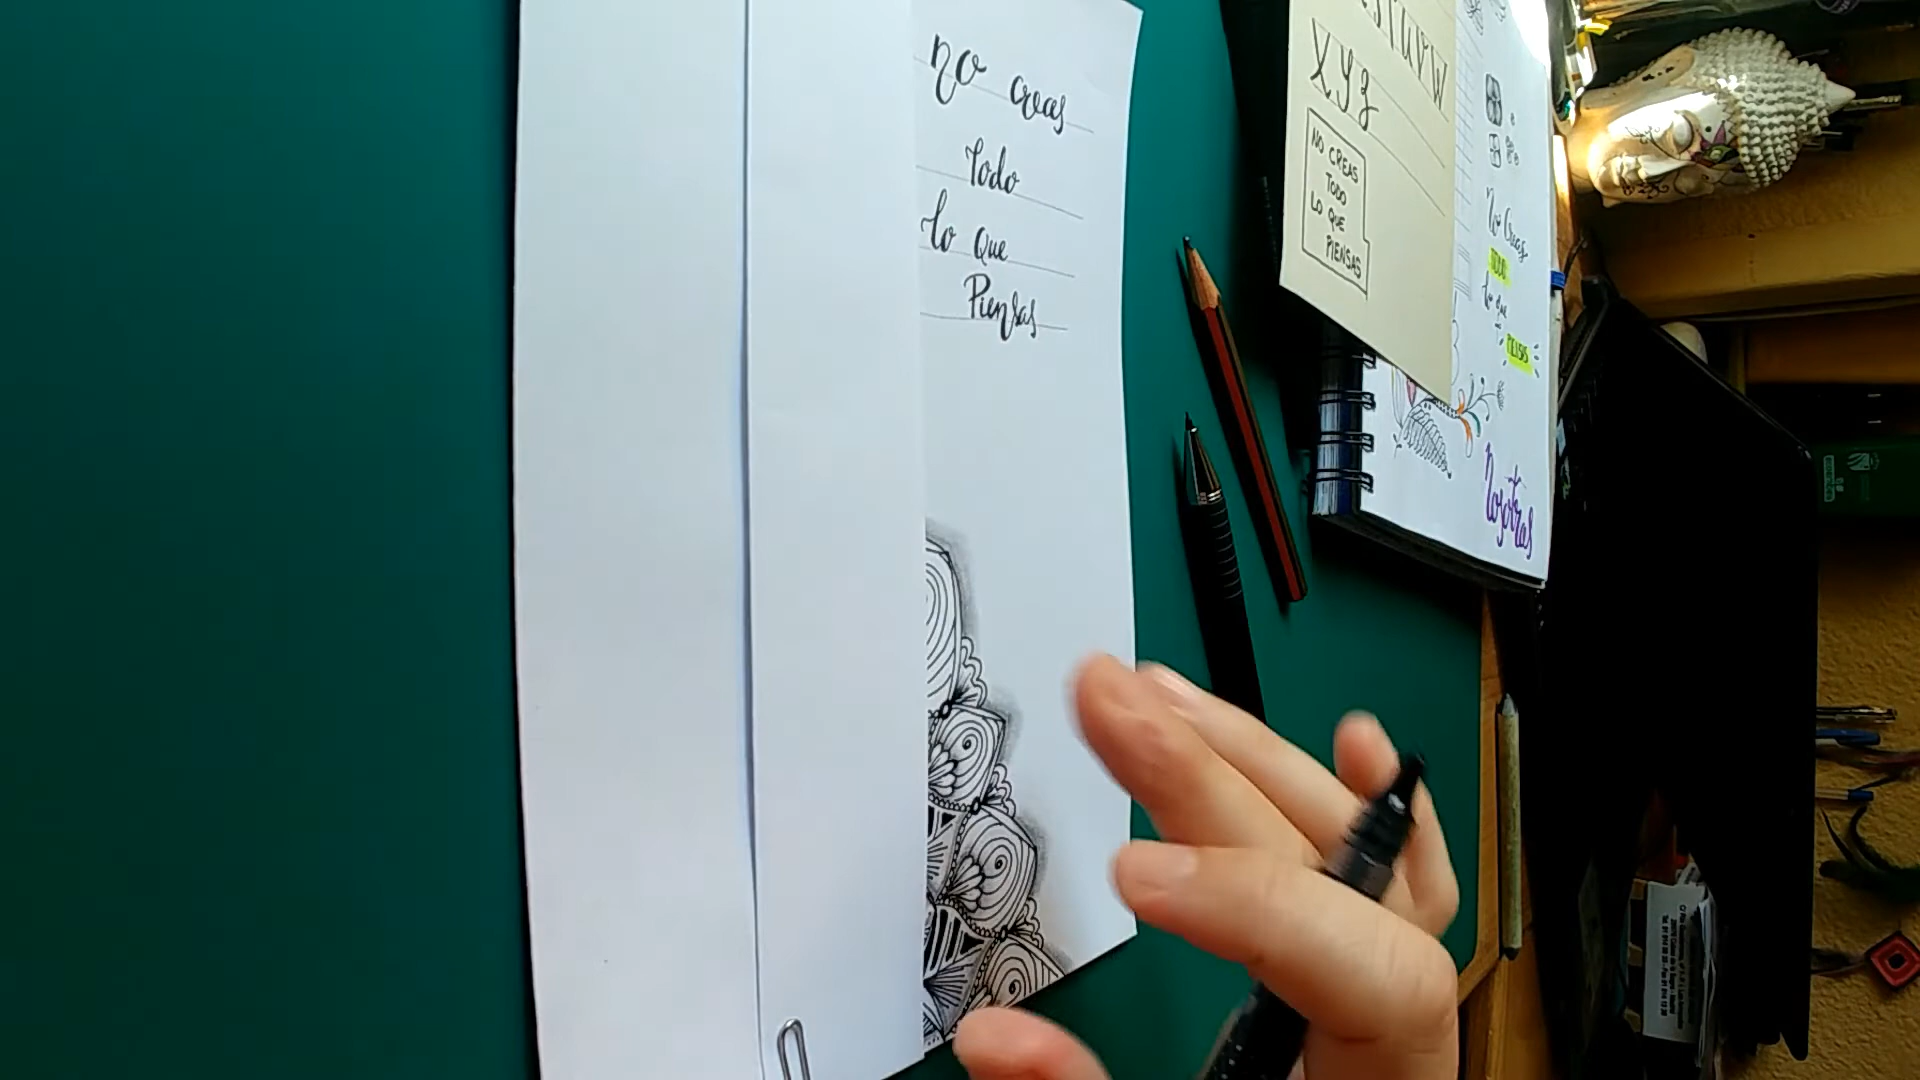 no creas
Todo
lo Que
Piensas
STUVW
XYZ
NO CREAS
TODO
LO QUE
PIENSAS
No Creas
TODO
lo que
Nosotras